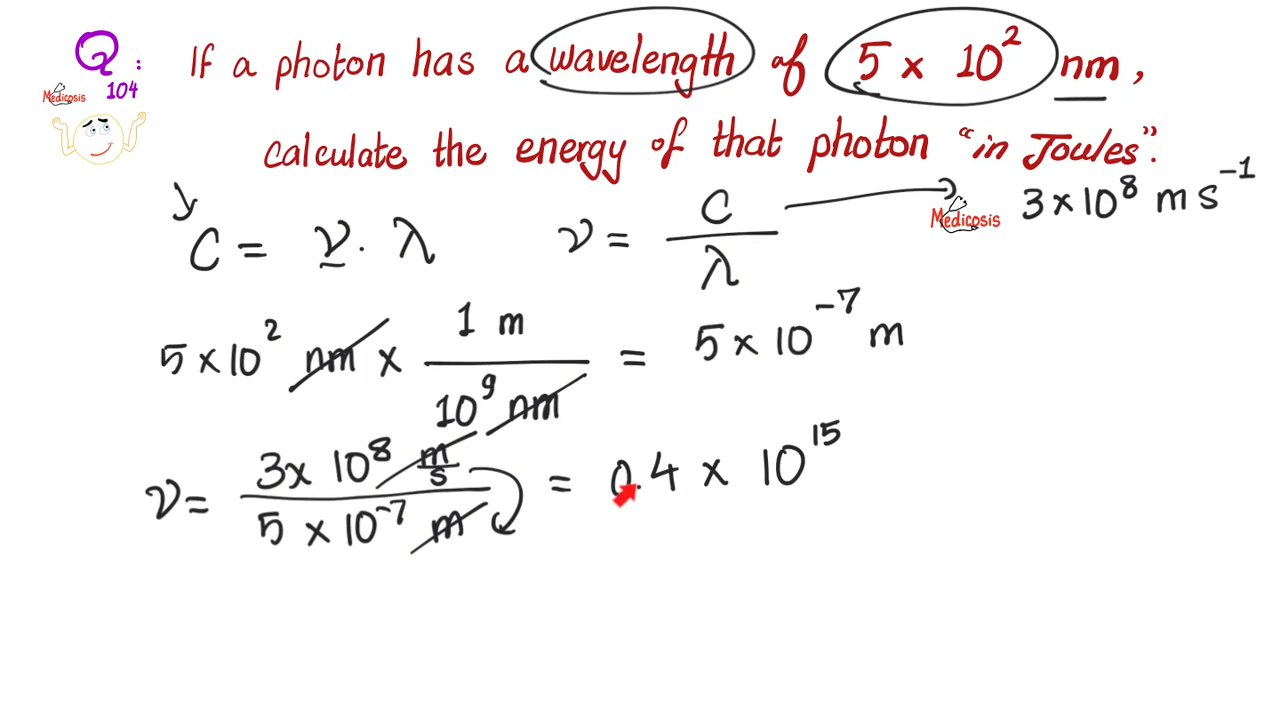 Q: If a photon has a wavelength of 5 × 10² nm,
Medicosis 104
calculate the energy of that photon “in Joules”.
C = ν . λ ν = C / λ → Medicosis 3×10⁸ m s⁻¹
5 × 10² nm × 1 m / 10⁹ nm = 5 × 10⁻⁷ m
ν = 3× 10⁸ m/s / 5 × 10⁻⁷ m = 0.4 × 10¹⁵